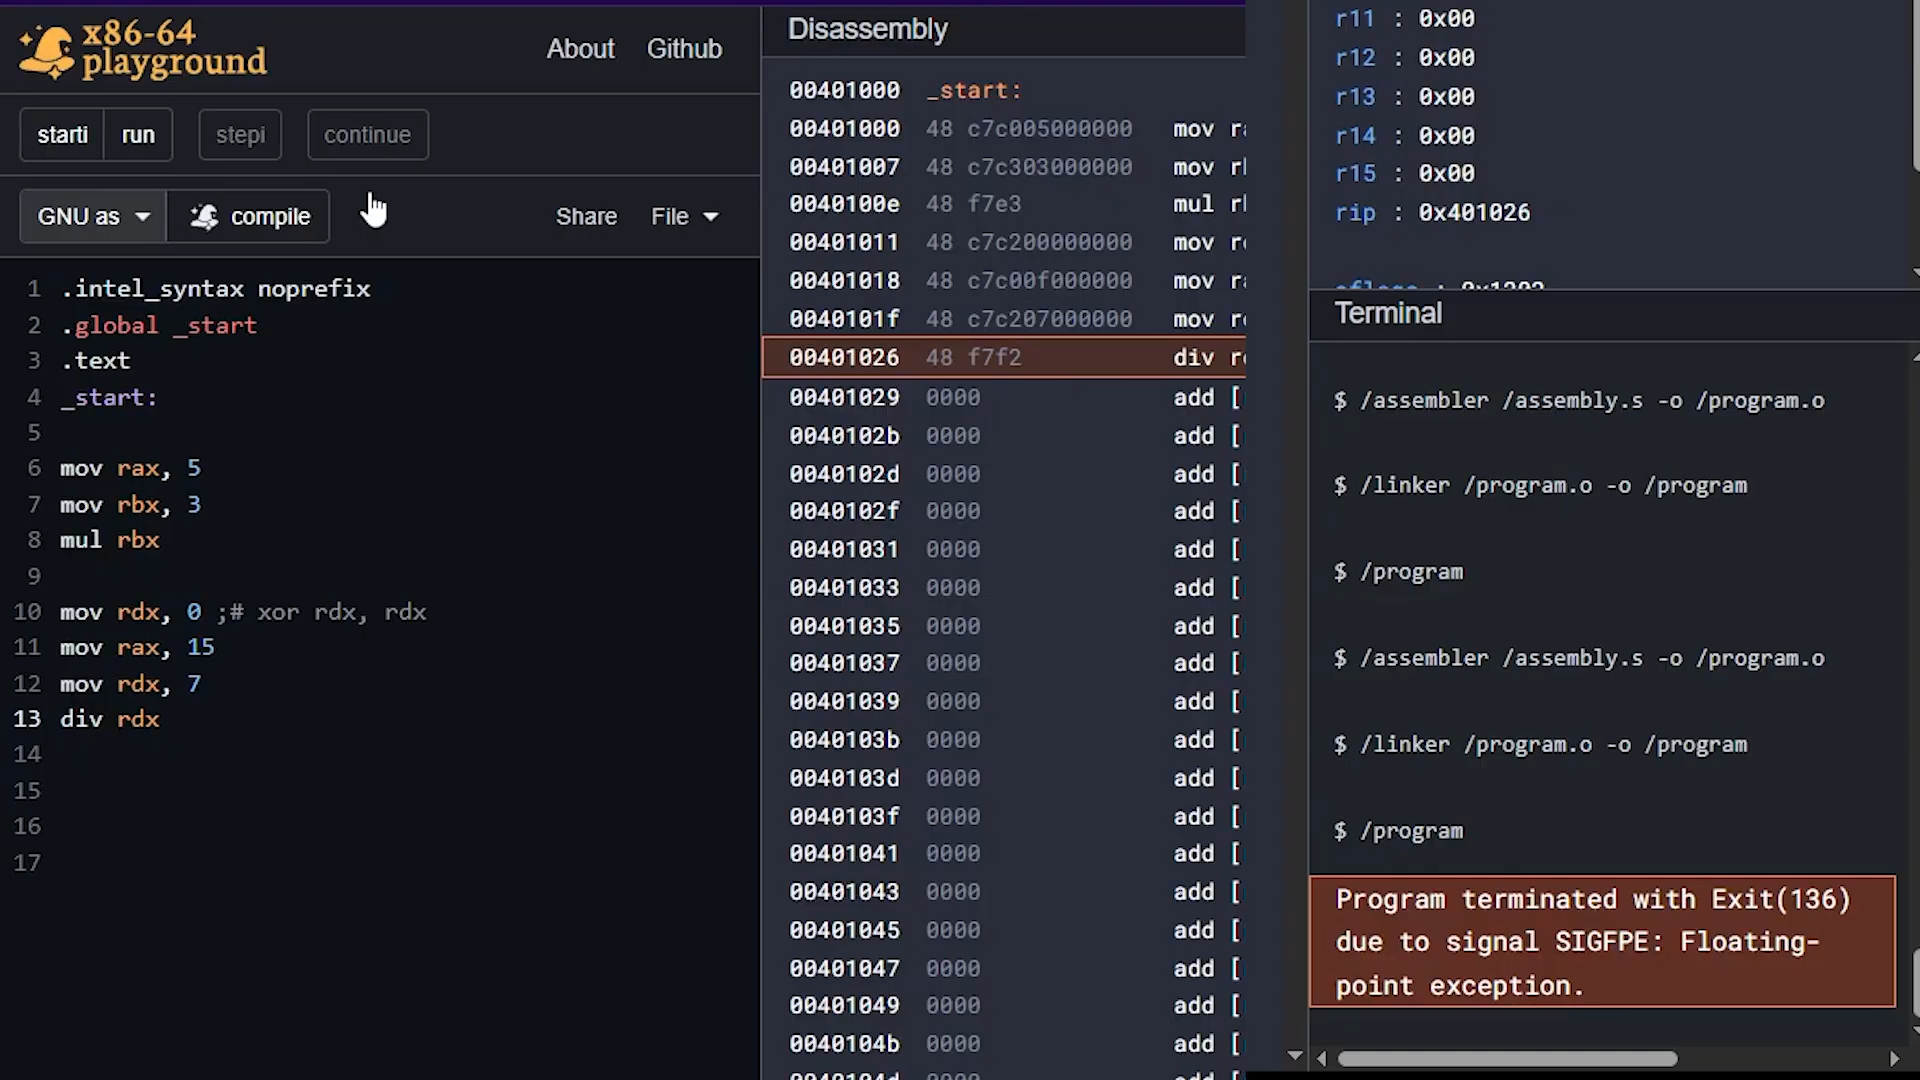 x86-64
playground
About Github
starti run stepi continue
GNU as compile Share File
1 .intel_syntax noprefix
2 .global _start
3 .text
4 _start:
5
6 mov rax, 5
7 mov rbx, 3
8 mul rbx
9
10 mov rdx, 0 ;# xor rdx, rdx
11 mov rax, 15
12 mov rdx, 7
13 div rdx
14
15
16
17
Disassembly
00401000 _start:
00401000 48 c7c005000000 mov
00401007 48 c7c303000000 mov
0040100e 48 f7e3 mul
00401011 48 c7c200000000 mov
00401018 48 c7c00f000000 mov
0040101f 48 c7c207000000 mov
00401026 48 f7f2 div
00401029 0000 add [
0040102b 0000 add [
0040102d 0000 add [
0040102f 0000 add [
00401031 0000 add [
00401033 0000 add [
00401035 0000 add [
00401037 0000 add [
00401039 0000 add [
0040103b 0000 add [
0040103d 0000 add [
0040103f 0000 add [
00401041 0000 add [
00401043 0000 add [
00401045 0000 add [
00401047 0000 add [
00401049 0000 add [
0040104b 0000 add [
r11 : 0x00
r12 : 0x00
r13 : 0x00
r14 : 0x00
r15 : 0x00
rip : 0x401026
Terminal
$ /assembler /assembly.s -o /program.o
$ /linker /program.o -o /program
$ /program
$ /assembler /assembly.s -o /program.o
$ /linker /program.o -o /program
$ /program
Program terminated with Exit(136)
due to signal SIGFPE: Floating-
point exception.